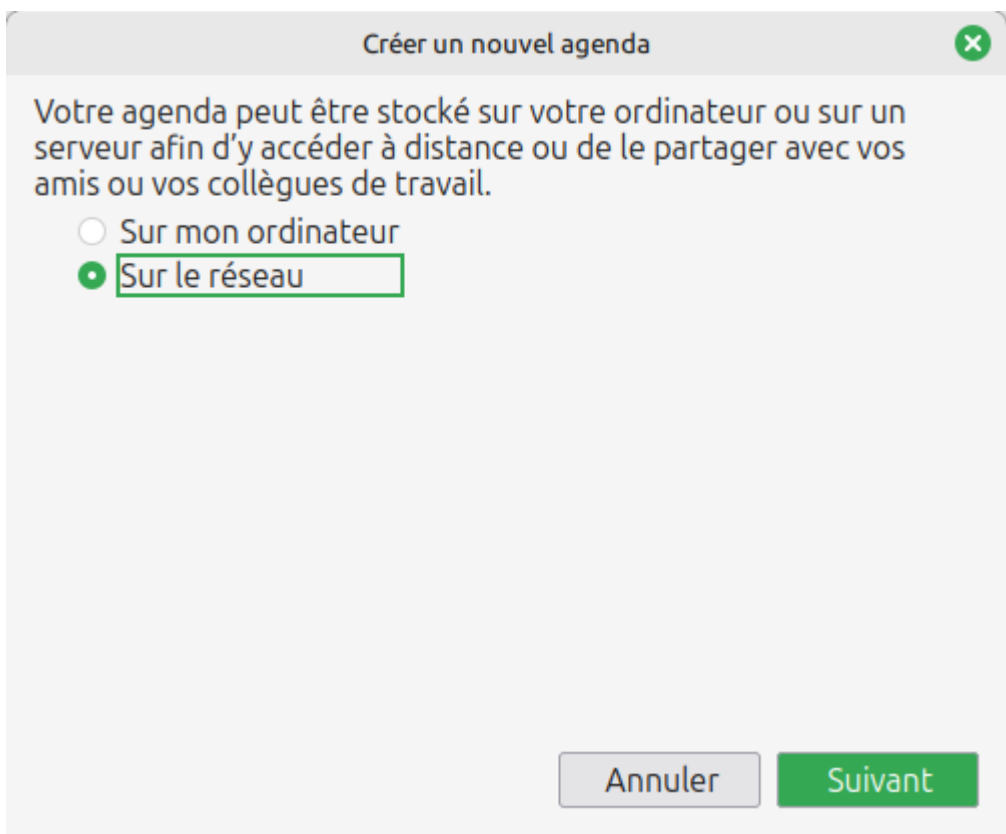 Créer un nouvel agenda
Votre agenda peut être stocké sur votre ordinateur ou sur un
serveur afin d’y accéder à distance ou de le partager avec vos
amis ou vos collègues de travail.
Sur mon ordinateur
Sur le réseau
Annuler
Suivant